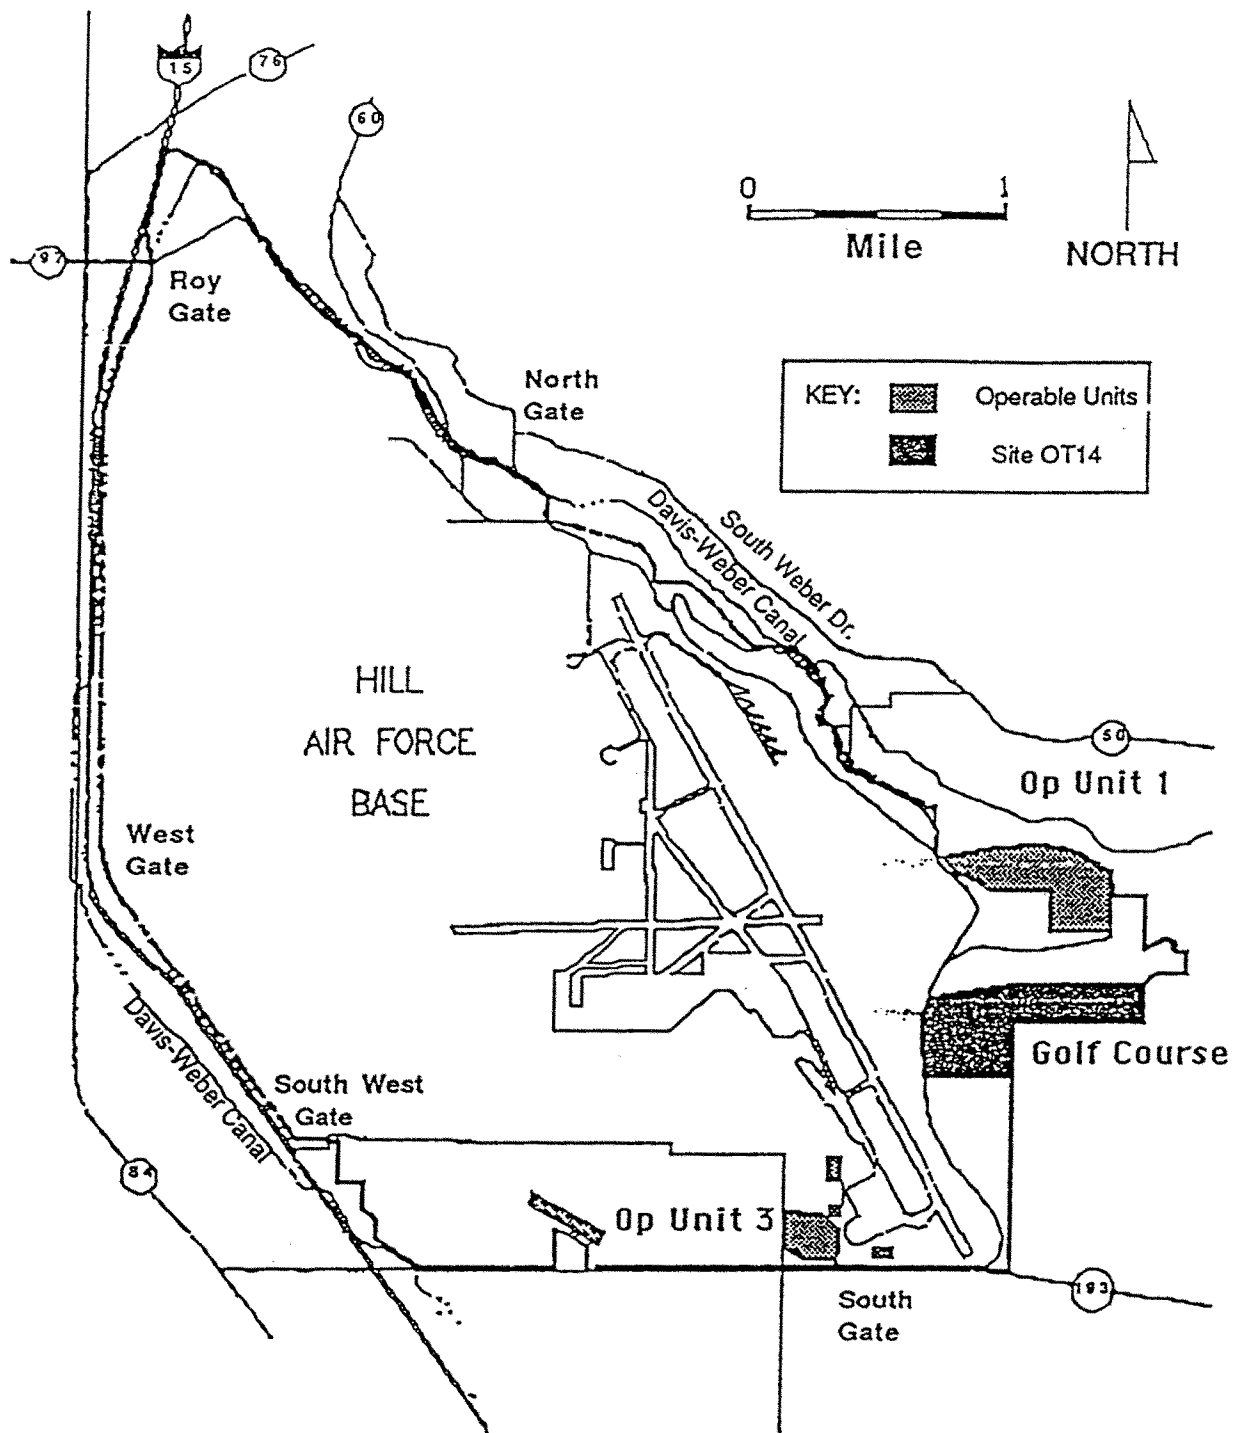 15
76
60
0 1
Mile
NORTH
97
Roy
Gate
North
Gate
KEY:
Operable Units
Site OT14
South Weber Dr.
Davis-Weber Canal
HILL
AIR FORCE
BASE
Op Unit 1
West
Gate
Golf Course
Davis-Weber Canal
South West
Gate
84
Op Unit 3
South
Gate
193